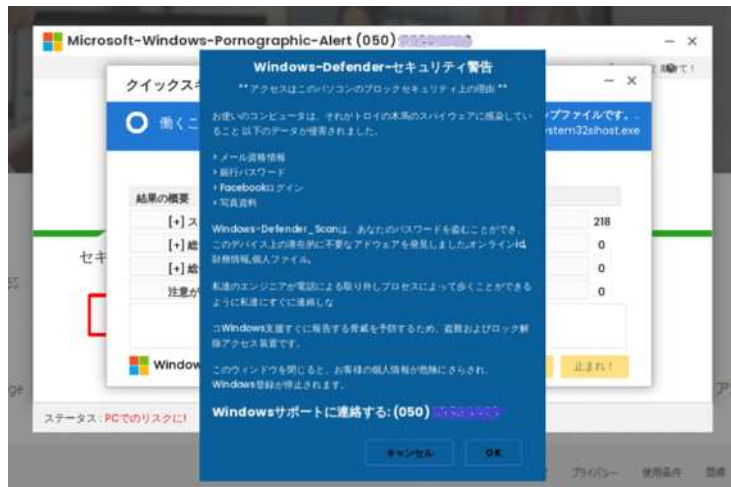 Microsoft-Windows-Pornographic-Alert (050)
クイックス
働くこ
ップファイルです。..
ystem32sihost.exe
結果の概要
[+] ス
218
[+] 総
0
[+] 総
0
注意が
0
セキ
Window
止まれ！
ステータス: PCでのリスクに!
Windows-Defender-セキュリティ警告
**アクセスはこのパソコンのブロックセキュリティ上の理由 **
お使いのコンピュータは、それがトロイの木馬のスパイウェアに感染してい
ること 以下のデータが侵害されました。
› メール資格情報
› 銀行パスワード
› Facebookログイン
› 写真資料
Windows-Defender_Scanは、あなたのパスワードを盗むことができ、
このデバイス上の潜在的に不要なアドウェアを発見しました,オンラインid,
財務情報,個人ファイル,
私達のエンジニアが電話による取り外しプロセスによって歩くことができる
ように私達にすぐに連絡しな
コWindows支援すぐに報告する脅威を予防するため、盗難およびロック解
除アクセス装置です。
このウィンドウを閉じると、お客様の個人情報が危険にさらされ、
Windows登録が停止されます。
Windowsサポートに連絡する: (050)
キャンセル
OK
プライバシー
使用条件
商標